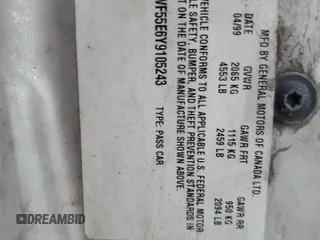 MFD BY GENERAL MOTORS OF CANADA LTD.
DATE GVWR GAWR FRT GAWR RR
04/99 2065 KG 1115 KG 950 KG
4553 LB 2459 LB 2094 LB
VEHICLE CONFORMS TO ALL APPLICABLE U.S. FEDERAL MOTOR
VEHICLE SAFETY, BUMPER, AND THEFT PREVENTION STANDARDS
IN EFFECT ON THE DATE OF MANUFACTURE SHOWN ABOVE.
WF55E6Y9105243 TYPE: PASS CAR
DREAMBID